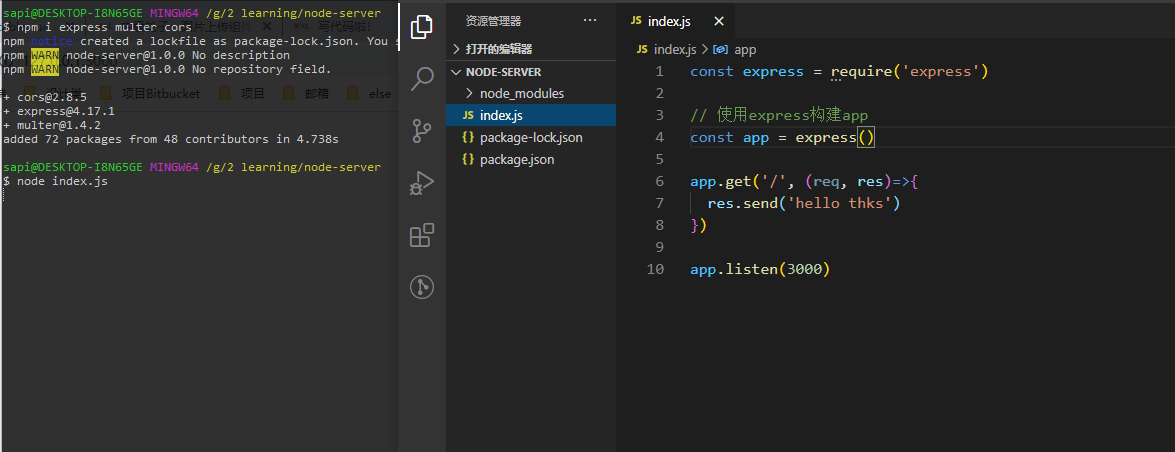 sapi@DESKTOP-I8N65GE MINGW64 /g/2 learning/node-server
$ npm i express multer cors
npm notice created a lockfile as package-lock.json. You s
npm WARN node-server@1.0.0 No description
npm WARN node-server@1.0.0 No repository field.
项目Bitbucket
项目
邮箱
else
+ cors@2.8.5
+ express@4.17.1
+ multer@1.4.2
added 72 packages from 48 contributors in 4.738s
sapi@DESKTOP-I8N65GE MINGW64 /g/2 learning/node-server
$ node index.js
资源管理器 ···
打开的编辑器
NODE-SERVER
node_modules
JS index.js
{} package-lock.json
{} package.json
JS index.js
JS index.js > app
1 const express = require('express')
2
3 // 使用express构建app
4 const app = express()
5
6 app.get('/', (req, res)=>{
7 res.send('hello thks')
8 })
9
10 app.listen(3000)